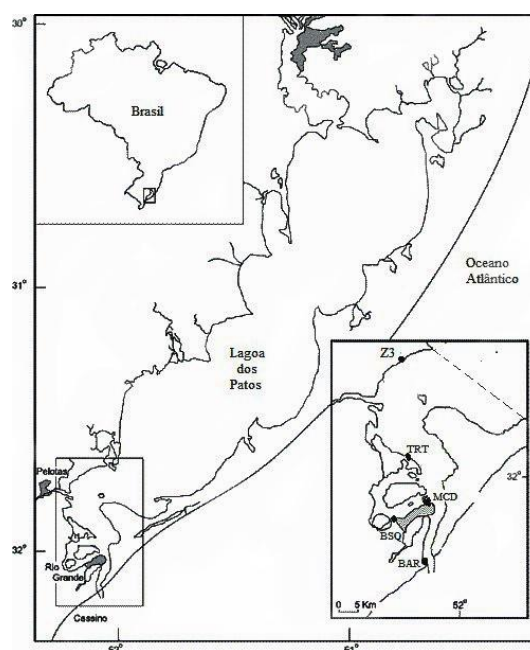 30°
Brasil
Oceano
Atlântico
31°
Z3
Lagoa
dos
Patos
TRT
Pelotas
32°
MCD
BSQ
32°
Rio
Grande
BAR
0 5 Km
52°
Cassino
51°